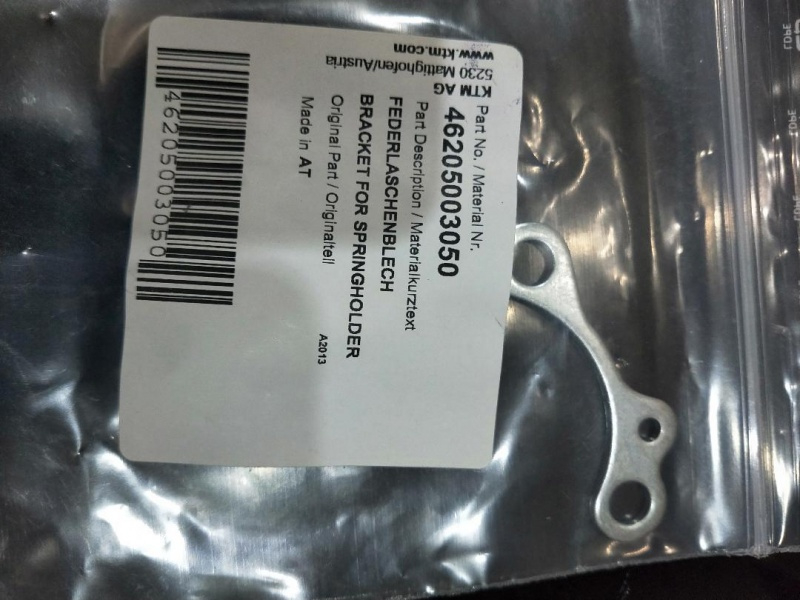 KTM AG
5230 Mattighofen/Austria
www.ktm.com
Part No. / Material Nr.
46205003050
Part Description / Materialkurztext
FEDERLASCHENBLECH
BRACKET FOR SPRINGHOLDER
Original Part / Originalteil
Made in AT
A2013
46205003050
LDPE